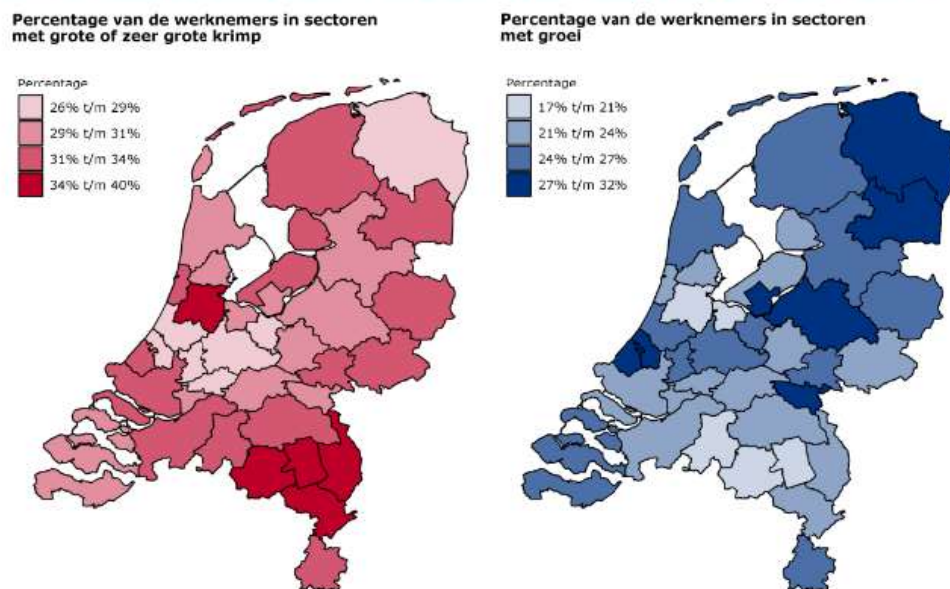 Percentage van de werknemers in sectoren
met grote of zeer grote krimp
Percentage
26% t/m 29%
29% t/m 31%
31% t/m 34%
34% t/m 40%
Percentage van de werknemers in sectoren
met groei
Percentage
17% t/m 21%
21% t/m 24%
24% t/m 27%
27% t/m 32%